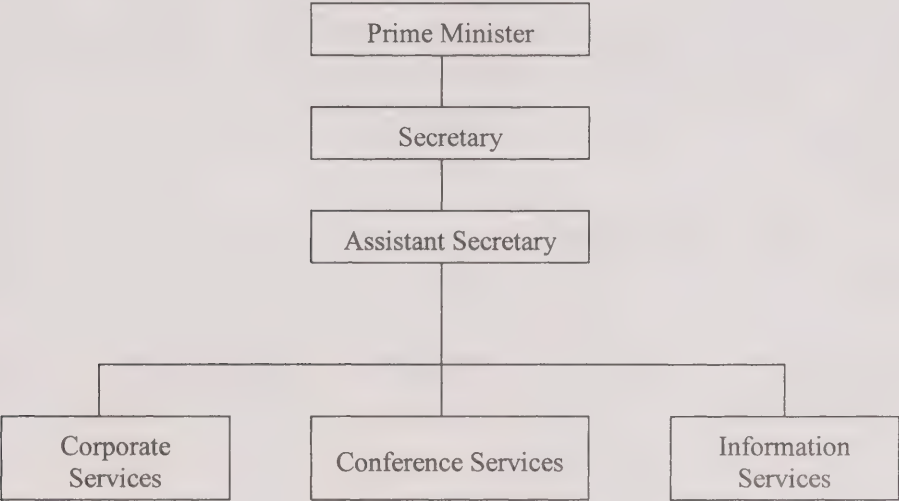 Prime Minister
Secretary
Assistant Secretary
Corporate
Services
Conference Services
Information
Services